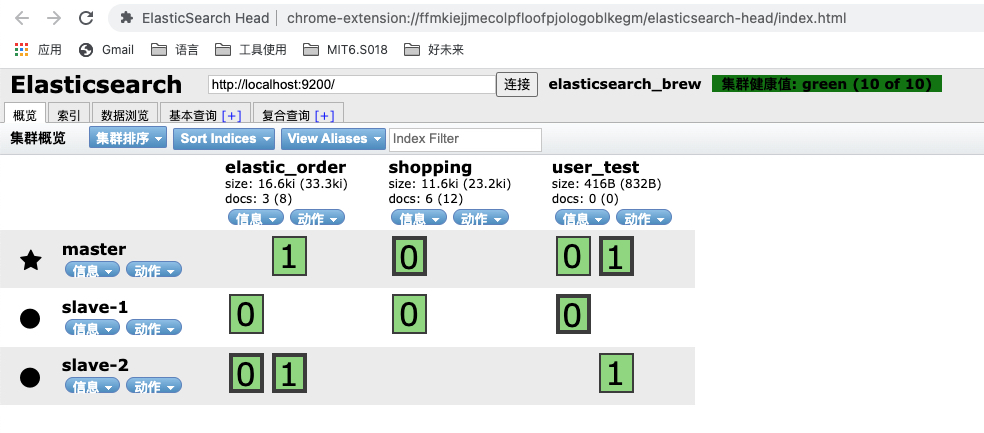 ElasticSearch Head | chrome-extension://ffmkiejjmecolpfloofpjologoblkegm/elasticsearch-head/index.html
应用 Gmail 语言 工具使用 MIT6.S018 好未来
Elasticsearch http://localhost:9200/ 连接 elasticsearch_brew 集群健康值: green (10 of 10)
概览 索引 数据浏览 基本查询 [+] 复合查询 [+]
集群概览 集群排序 Sort Indices View Aliases Index Filter
elastic_order shopping user_test
size: 16.6ki (33.3ki) size: 11.6ki (23.2ki) size: 416B (832B)
docs: 3 (8) docs: 6 (12) docs: 0 (0)
信息 动作 信息 动作 信息 动作
master 1 0 0 1
信息 动作
slave-1 0 0 0
信息 动作
slave-2 0 1 1
信息 动作